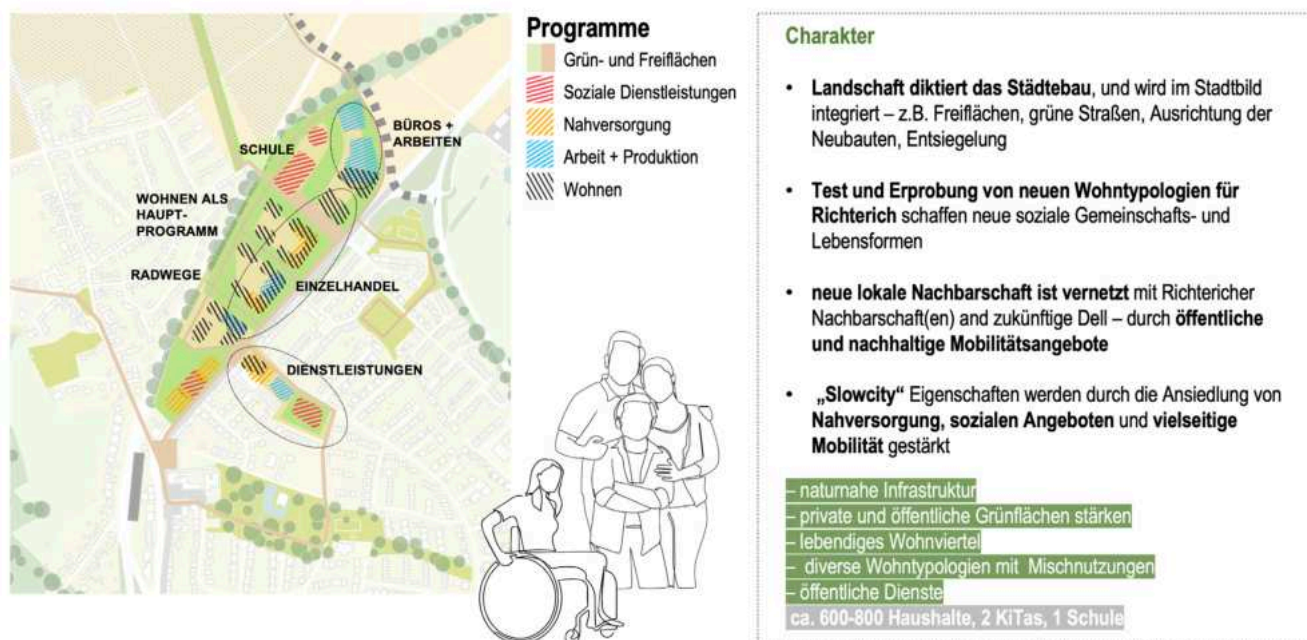 Programme
Grün- und Freiflächen
Soziale Dienstleistungen
Nahversorgung
Arbeit + Produktion
Wohnen
BÜROS +
ARBEITEN
SCHULE
WOHNEN ALS
HAUPT-
PROGRAMM
RADWEGE
EINZELHANDEL
DIENSTLEISTUNGEN
Charakter
• Landschaft diktiert das Städtebau, und wird im Stadtbild
integriert – z.B. Freiflächen, grüne Straßen, Ausrichtung der
Neubauten, Entsiegelung
• Test und Erprobung von neuen Wohntypologien für
Richterich schaffen neue soziale Gemeinschafts- und
Lebensformen
• neue lokale Nachbarschaft ist vernetzt mit Richtericher
Nachbarschaft(en) and zukünftige Dell – durch öffentliche
und nachhaltige Mobilitätsangebote
• „Slowcity“ Eigenschaften werden durch die Ansiedlung von
Nahversorgung, sozialen Angeboten und vielseitige
Mobilität gestärkt
– naturnahe Infrastruktur
– private und öffentliche Grünflächen stärken
– lebendiges Wohnviertel
– diverse Wohntypologien mit Mischnutzungen
– öffentliche Dienste
ca. 600-800 Haushalte, 2 KiTas, 1 Schule